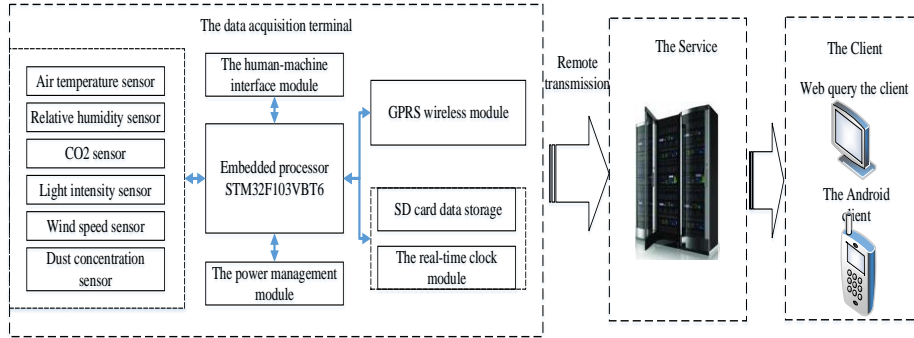 The data acquisition terminal
Air temperature sensor
Relative humidity sensor
CO2 sensor
Light intensity sensor
Wind speed sensor
Dust concentration
sensor
The human-machine
interface module
Embedded processor
STM32F103VBT6
The power management
module
GPRS wireless module
SD card data storage
The real-time clock
module
Remote
transmission
The Service
The Client
Web query the client
The Android
client